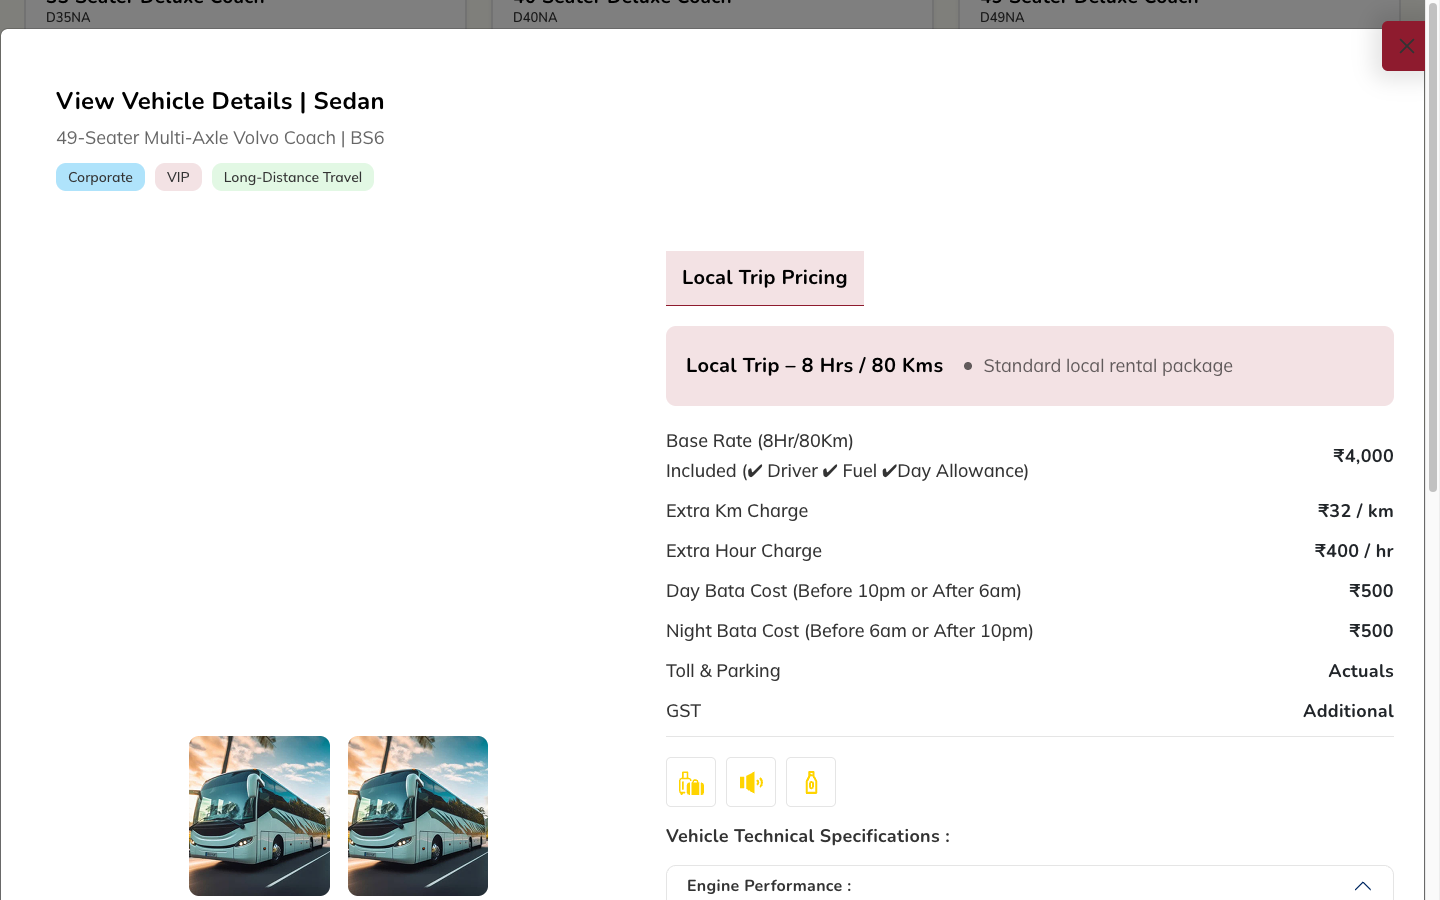 D35NA
D40NA
D49NA
View Vehicle Details | Sedan
49-Seater Multi-Axle Volvo Coach | BS6
Corporate
VIP
Long-Distance Travel
Local Trip Pricing
Local Trip – 8 Hrs / 80 Kms
Standard local rental package
Base Rate (8Hr/80Km)
Included (✔ Driver ✔ Fuel ✔Day Allowance)
₹4,000
Extra Km Charge
₹32 / km
Extra Hour Charge
₹400 / hr
Day Bata Cost (Before 10pm or After 6am)
₹500
Night Bata Cost (Before 6am or After 10pm)
₹500
Toll & Parking
Actuals
GST
Additional
Vehicle Technical Specifications :
Engine Performance :